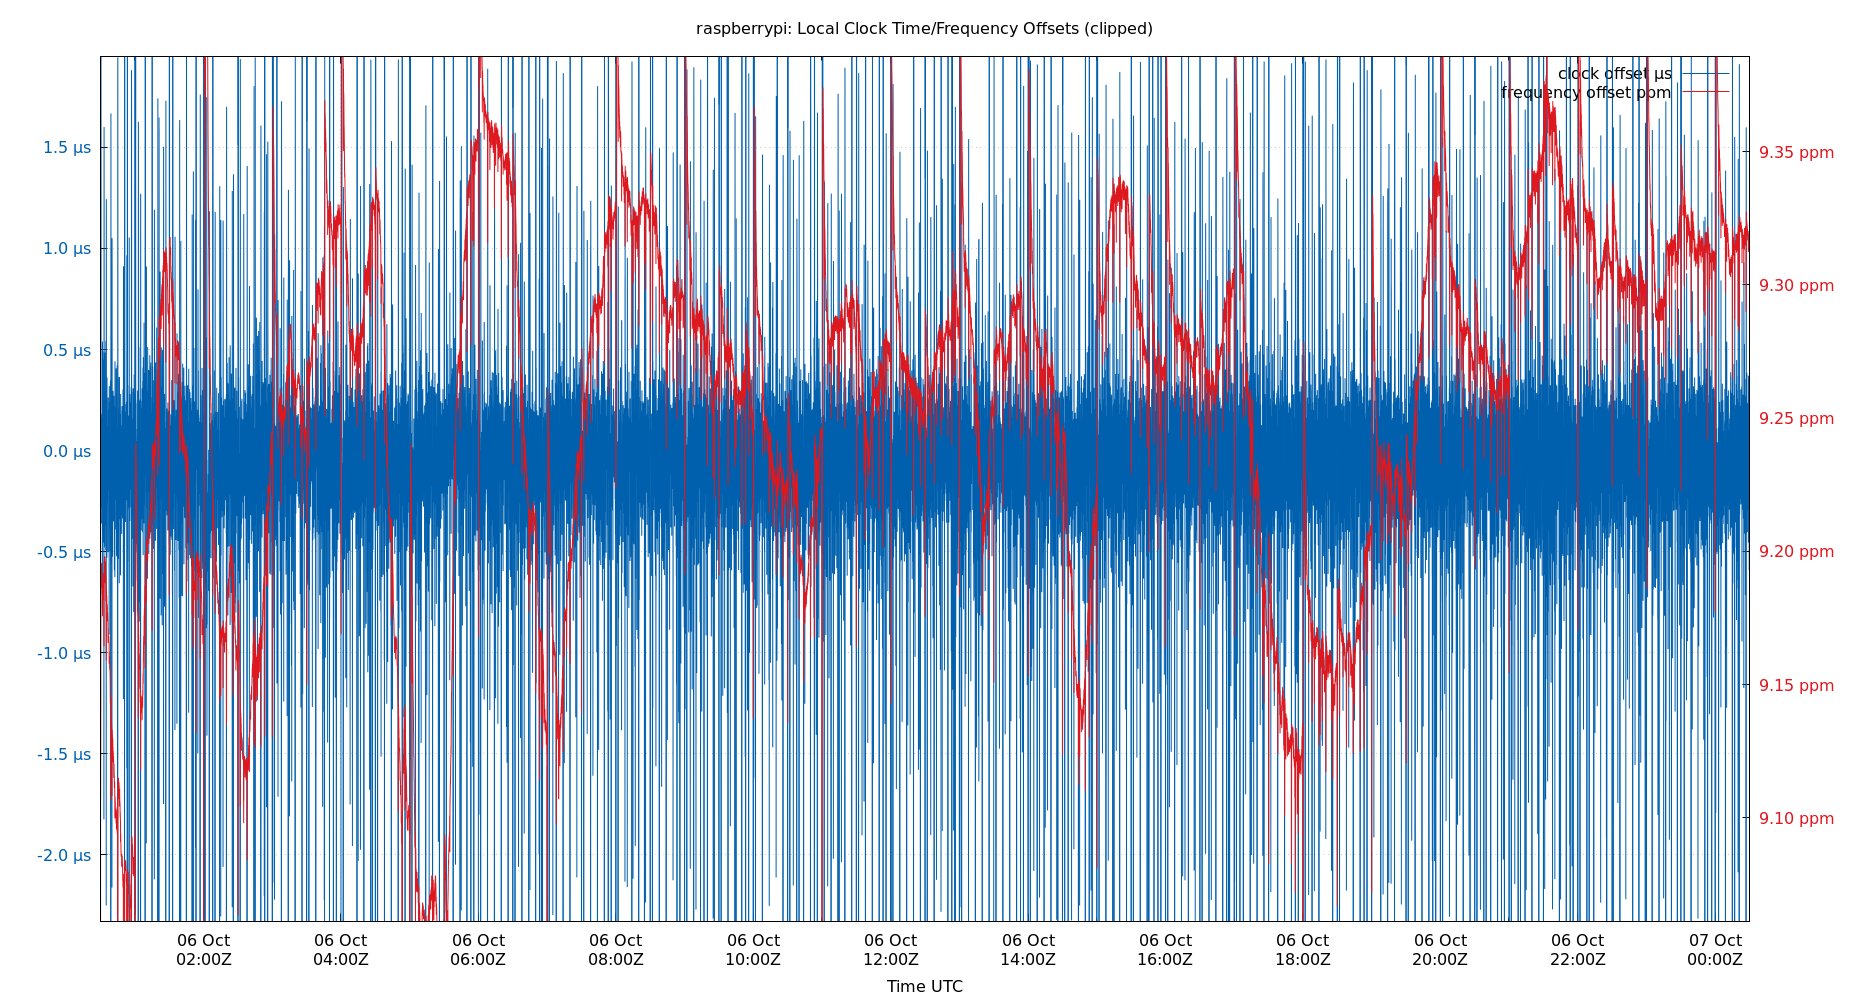 raspberrypi: Local Clock Time/Frequency Offsets (clipped)
clock offset µs
frequency offset ppm
1.5 µs
1.0 µs
0.5 µs
0.0 µs
-0.5 µs
-1.0 µs
-1.5 µs
-2.0 µs
9.35 ppm
9.30 ppm
9.25 ppm
9.20 ppm
9.15 ppm
9.10 ppm
06 Oct 06 Oct 06 Oct 06 Oct 06 Oct 06 Oct 06 Oct 06 Oct 06 Oct 06 Oct 06 Oct 07 Oct
02:00Z 04:00Z 06:00Z 08:00Z 10:00Z 12:00Z 14:00Z 16:00Z 18:00Z 20:00Z 22:00Z 00:00Z
Time UTC